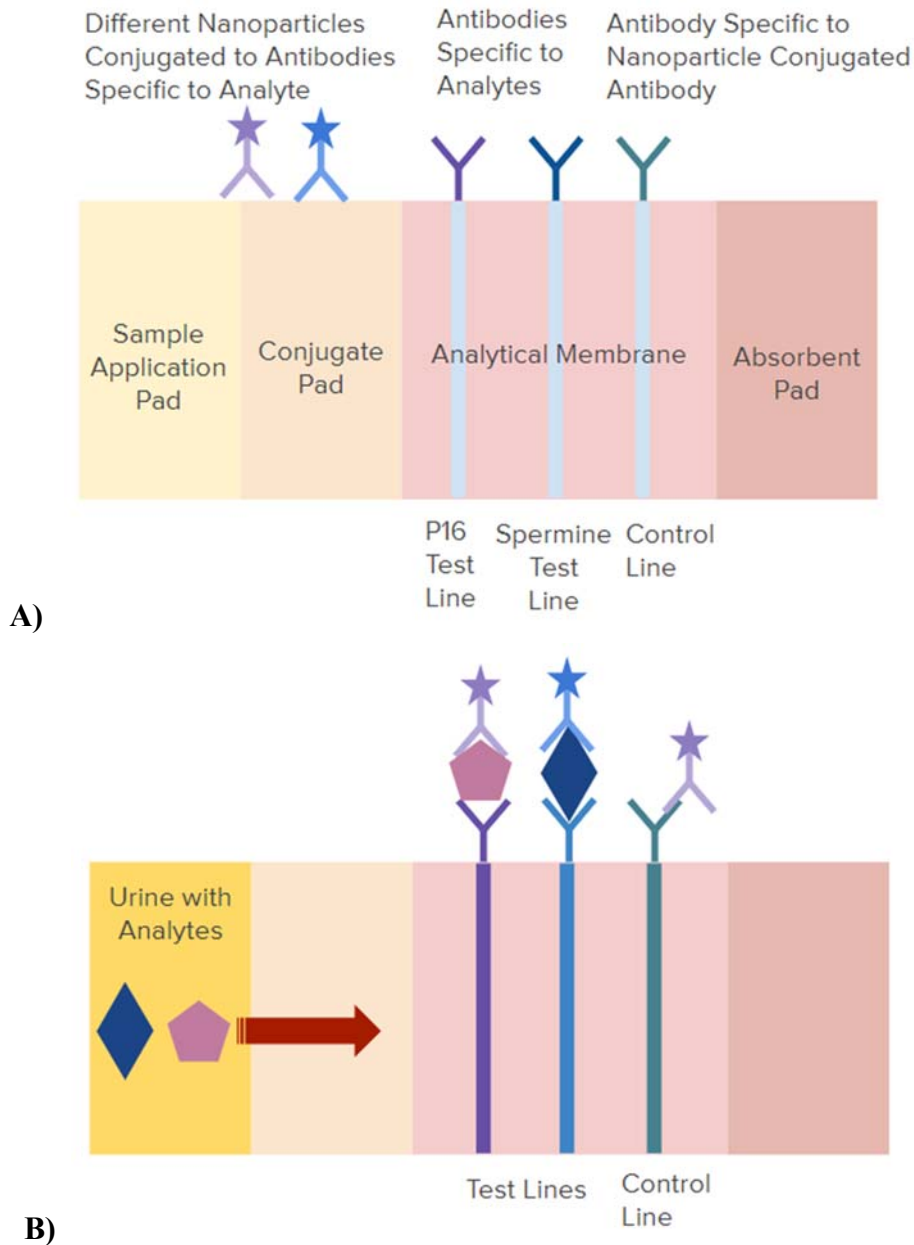 Different Nanoparticles
Conjugated to Antibodies
Specific to Analyte
Antibodies
Specific to
Analytes
Antibody Specific to
Nanoparticle Conjugated
Antibody
Sample
Application
Pad
Conjugate
Pad
Analytical Membrane
Absorbent
Pad
P16
Test
Line
Spermine
Test
Line
Control
Line
A)
Urine with
Analytes
Test Lines
Control
Line
B)